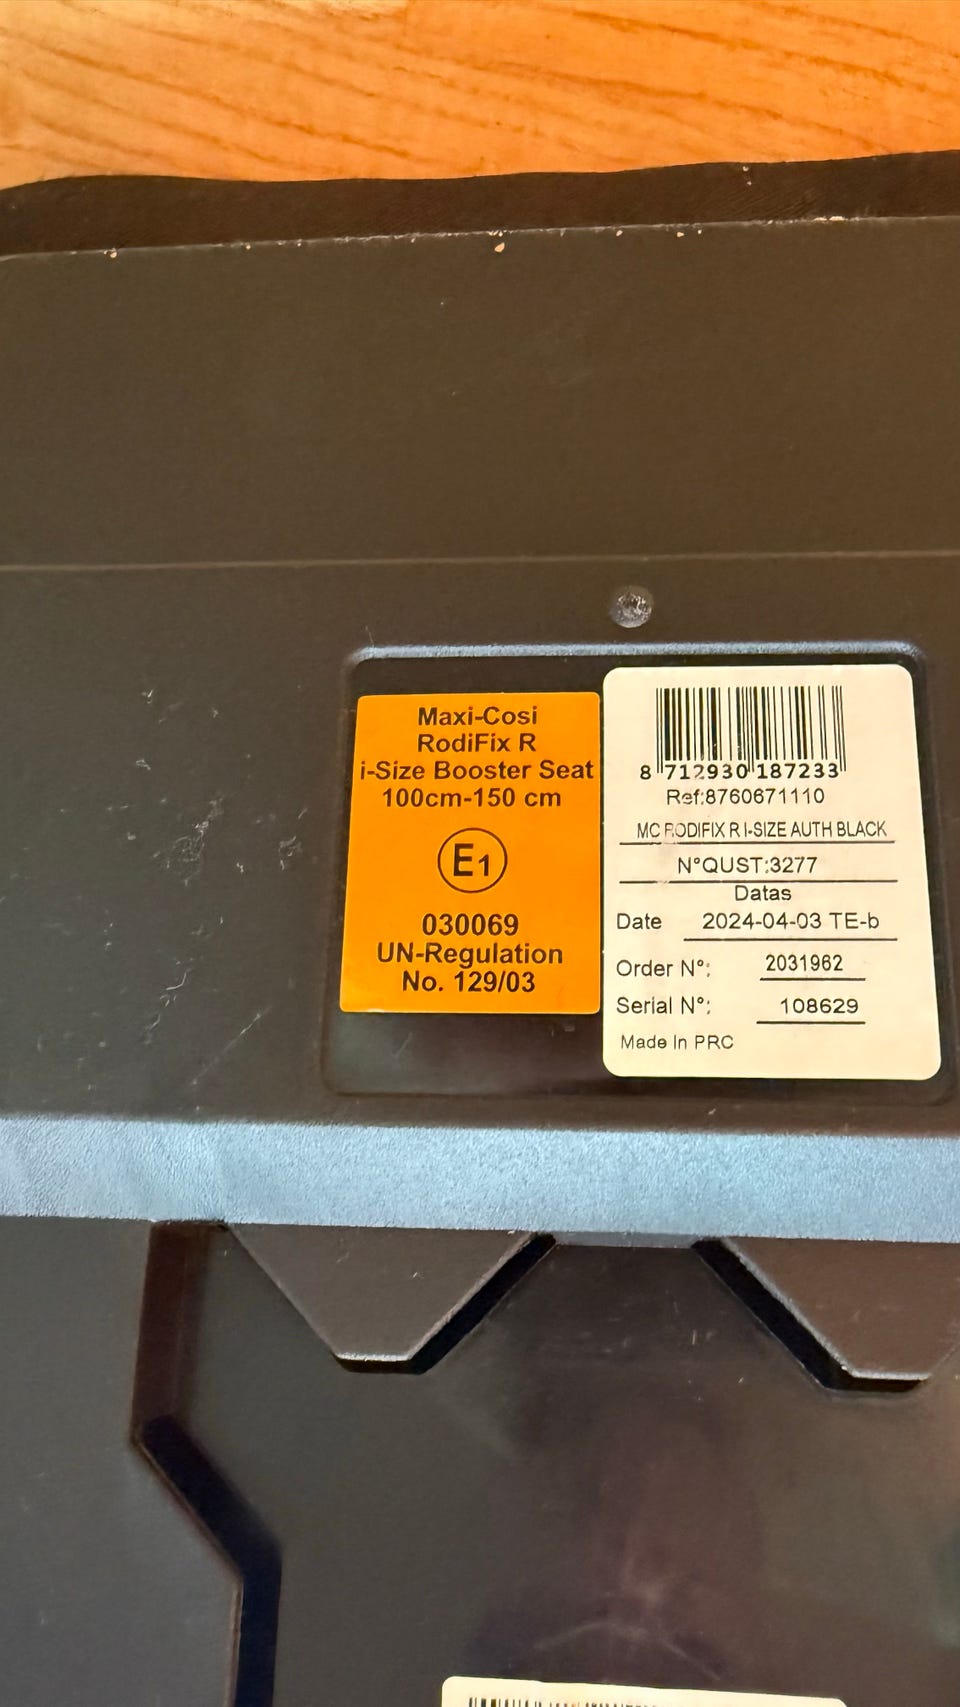 Maxi-Cosi
RodiFix R
i-Size Booster Seat
100cm-150 cm
E1
030069
UN-Regulation
No. 129/03
8 712930 187233
Ref:8760671110
MC RODIFIX R I-SIZE AUTH BLACK
N°QUST:3277
Datas
Date 2024-04-03 TE-b
Order N°: 2031962
Serial N°: 108629
Made In PRC